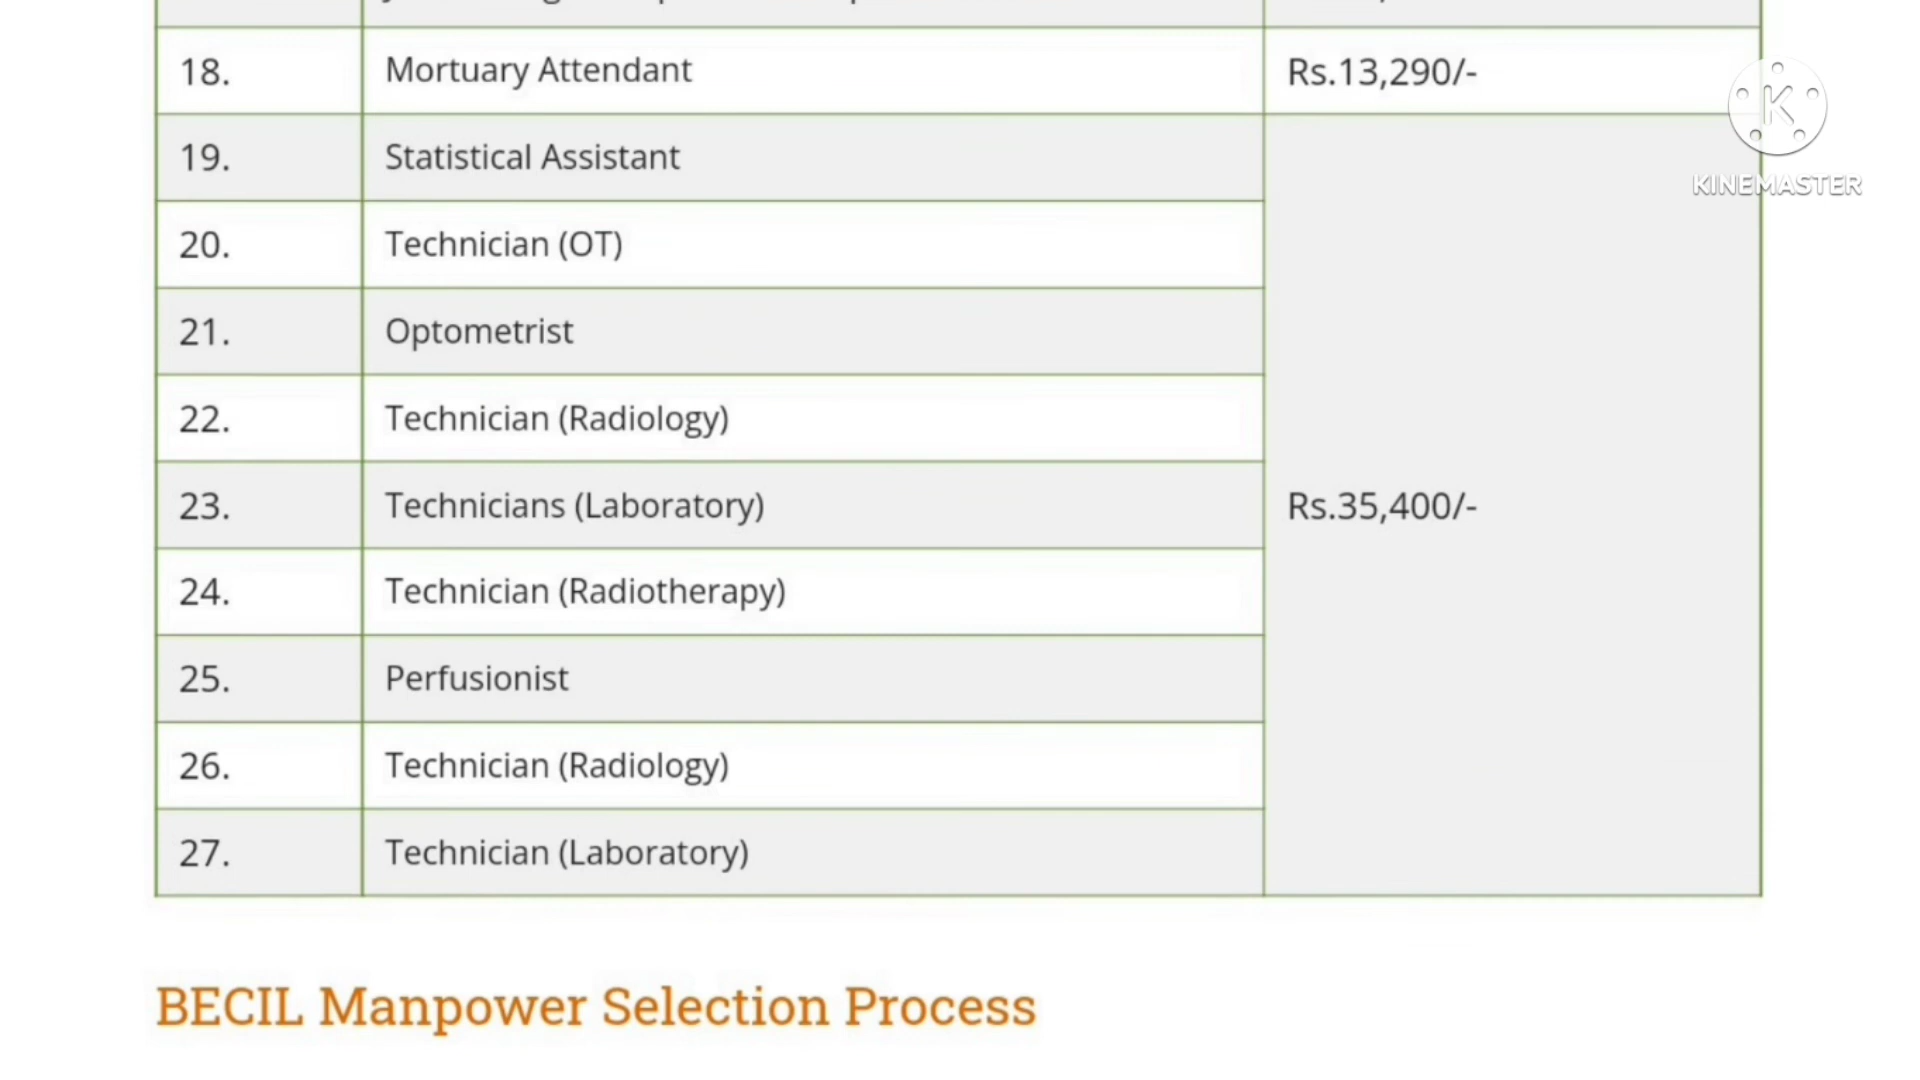 18. Mortuary Attendant Rs.13,290/-
K
KINEMASTER
19. Statistical Assistant
20. Technician (OT)
21. Optometrist
22. Technician (Radiology)
23. Technicians (Laboratory) Rs.35,400/-
24. Technician (Radiotherapy)
25. Perfusionist
26. Technician (Radiology)
27. Technician (Laboratory)
BECIL Manpower Selection Process